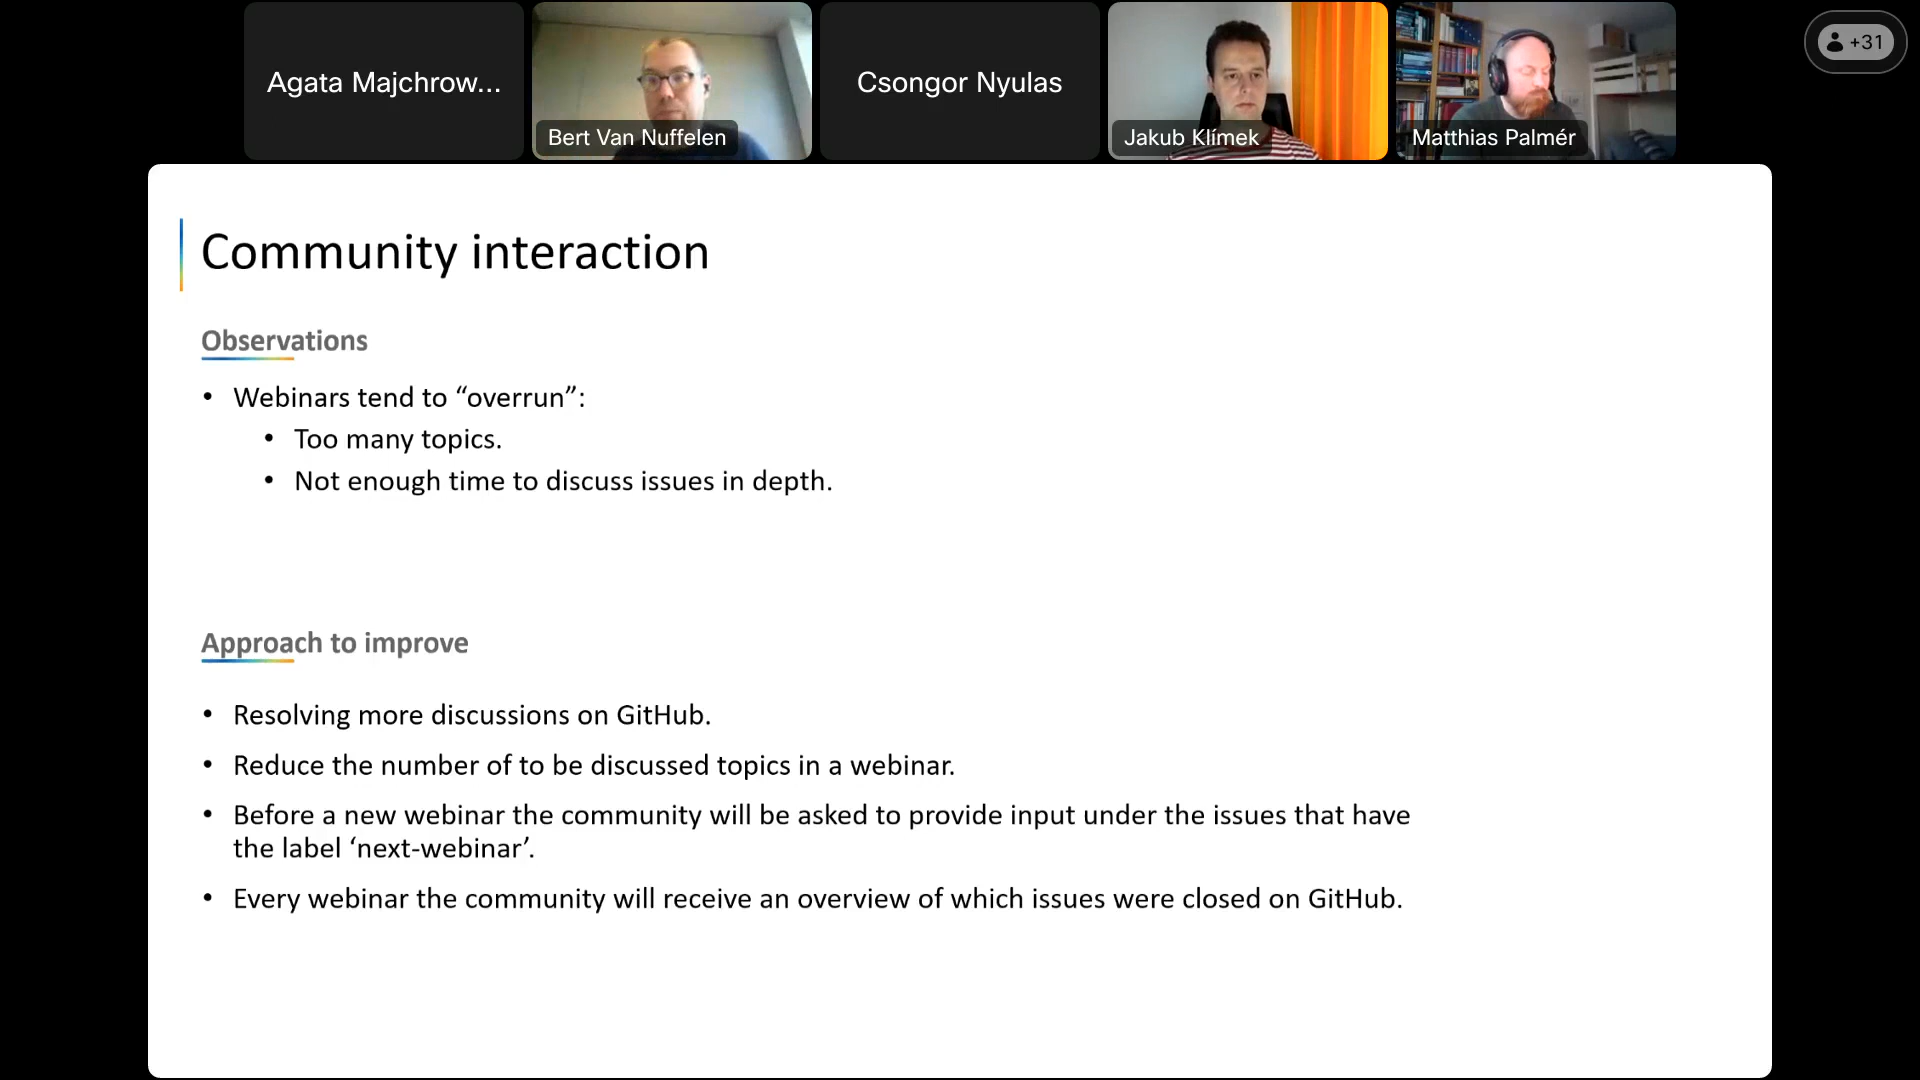 Agata Majchrow...
Bert Van Nuffelen
Csongor Nyulas
Jakub Klímek
Matthias Palmér
+31
Community interaction
Observations
• Webinars tend to “overrun”:
• Too many topics.
• Not enough time to discuss issues in depth.
Approach to improve
• Resolving more discussions on GitHub.
• Reduce the number of to be discussed topics in a webinar.
• Before a new webinar the community will be asked to provide input under the issues that have
the label ‘next-webinar’.
• Every webinar the community will receive an overview of which issues were closed on GitHub.